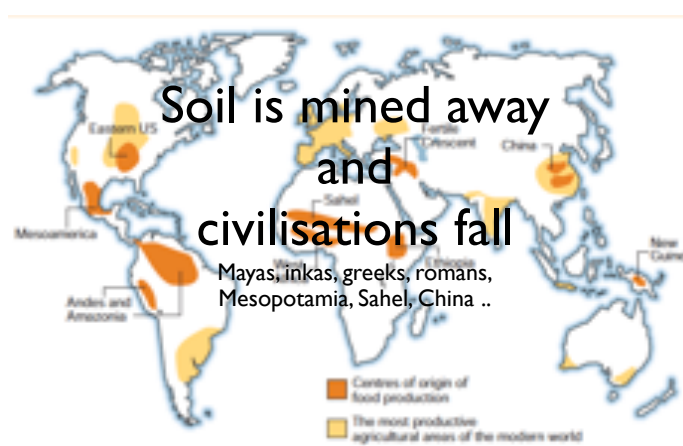 Soil is mined away
and
civilisations fall
Mayas, inkas, greeks, romans,
Mesopotamia, Sahel, China ..
Eastern US
Fertile
Crescent
China
Sahel
Mesoamerica
Ethiopia
West
New
Andes and
Amazonia
Centres of origin of
food production
The most productive
agricultural areas of the modern world